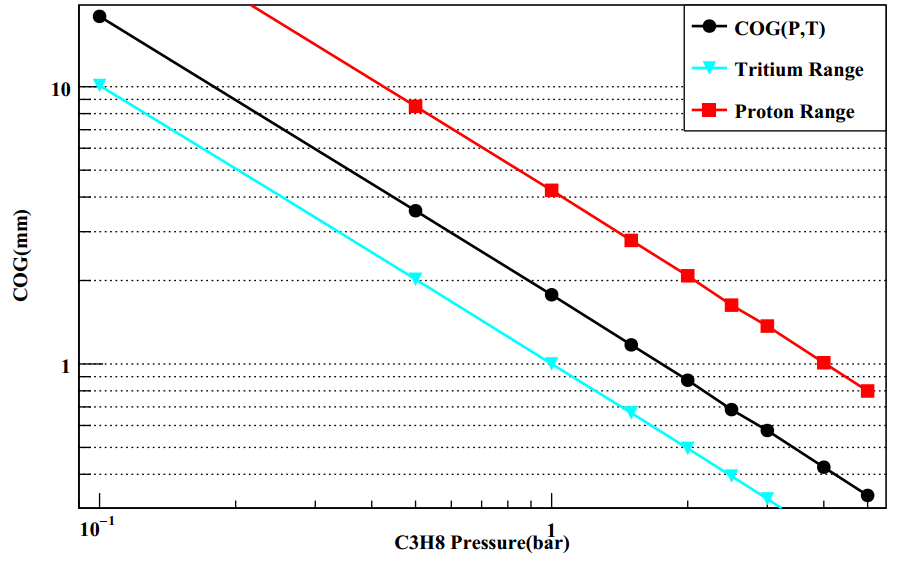 COG(P,T)
Tritium Range
Proton Range
10
1
COG(mm)
10⁻¹
1
C3H8 Pressure(bar)